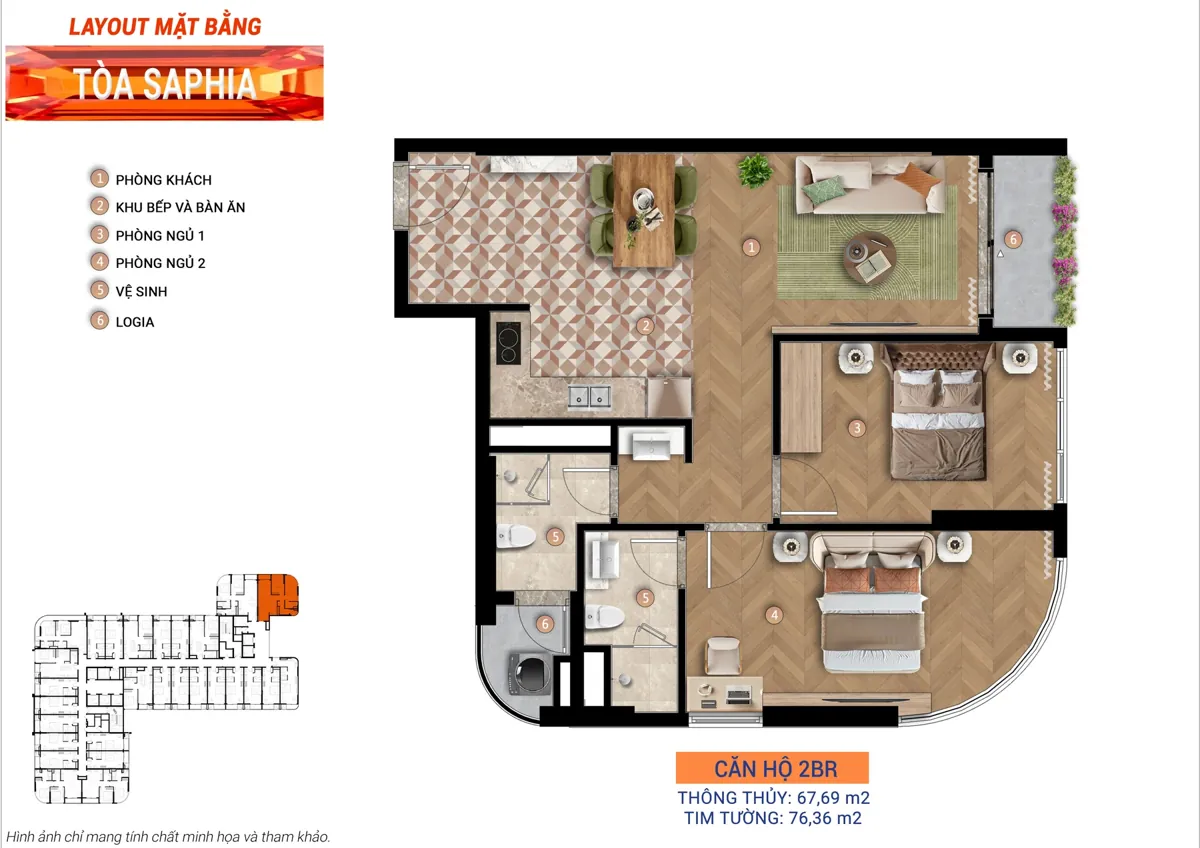 LAYOUT MẶT BẰNG
TÒA SAPHIA
1 PHÒNG KHÁCH
2 KHU BẾP VÀ BÀN ĂN
3 PHÒNG NGỦ 1
4 PHÒNG NGỦ 2
5 VỆ SINH
6 LOGIA
1
6
2
3
5
5
4
6
CĂN HỘ 2BR
THÔNG THỦY: 67,69 m2
TIM TƯỜNG: 76,36 m2
Hình ảnh chỉ mang tính chất minh họa và tham khảo.